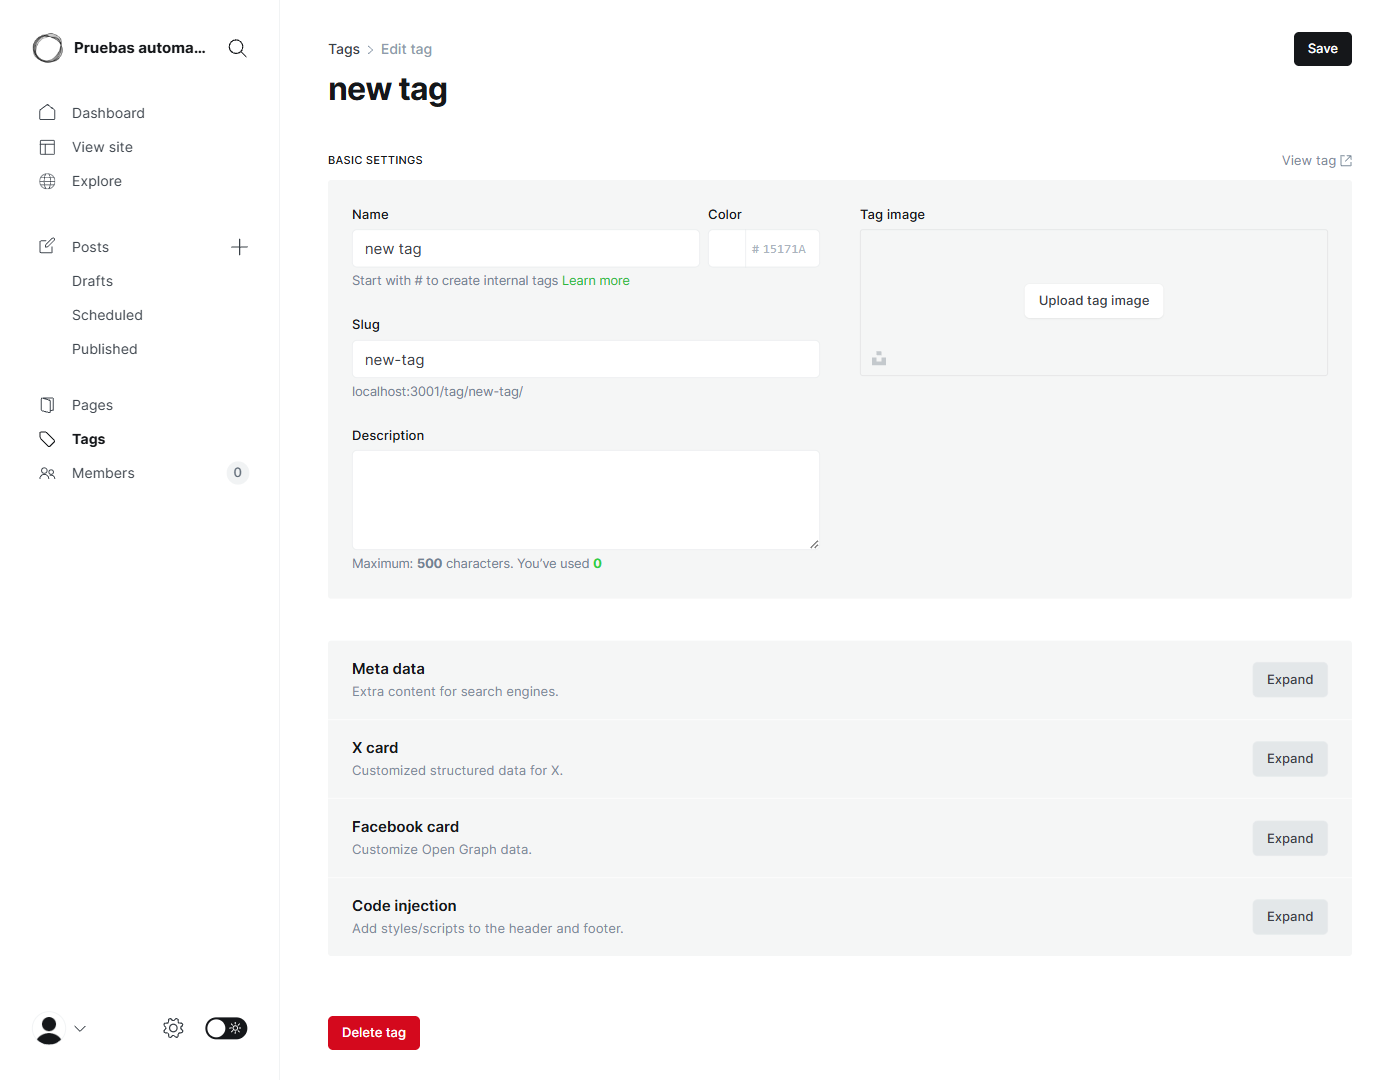 Pruebas automa...
Dashboard
View site
Explore
Posts
Drafts
Scheduled
Published
Pages
Tags
Members
0
Tags > Edit tag
Save
new tag
BASIC SETTINGS
View tag
Name
new tag
Start with # to create internal tags Learn more
Color
# 15171A
Slug
new-tag
localhost:3001/tag/new-tag/
Description
Maximum: 500 characters. You’ve used 0
Tag image
Upload tag image
Meta data
Extra content for search engines.
Expand
X card
Customized structured data for X.
Expand
Facebook card
Customize Open Graph data.
Expand
Code injection
Add styles/scripts to the header and footer.
Expand
Delete tag